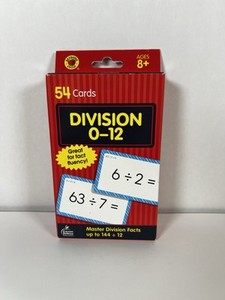 AGES
8+
54 Cards
DIVISION
0–12
Great
for fact
fluency!
6÷2=
63÷7=
Master Division Facts
up to 144 ÷ 12